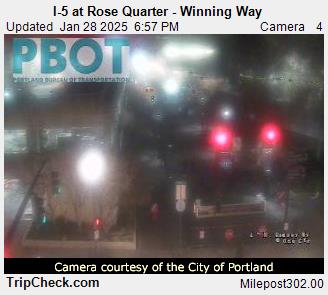 I-5 at Rose Quarter - Winning Way
Updated Jan 28 2025 6:57 PM Camera 4
PBOT
PORTLAND BUREAU OF TRANSPORTATION
Camera courtesy of the City of Portland
TripCheck.com Milepost302.00